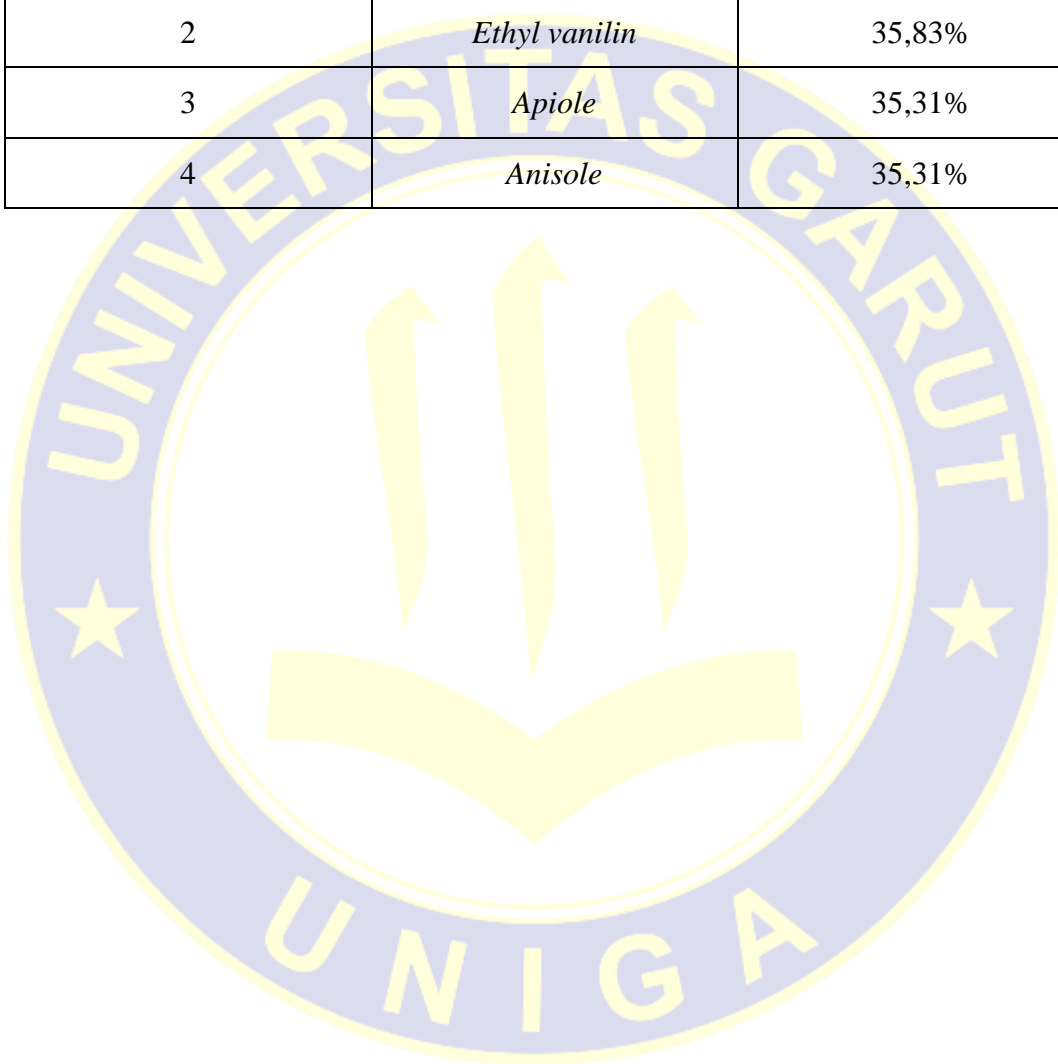 2 Ethyl vanilin 35,83%
3 Apiole 35,31%
4 Anisole 35,31%
UNIVERSITAS GARUT
UNIGA